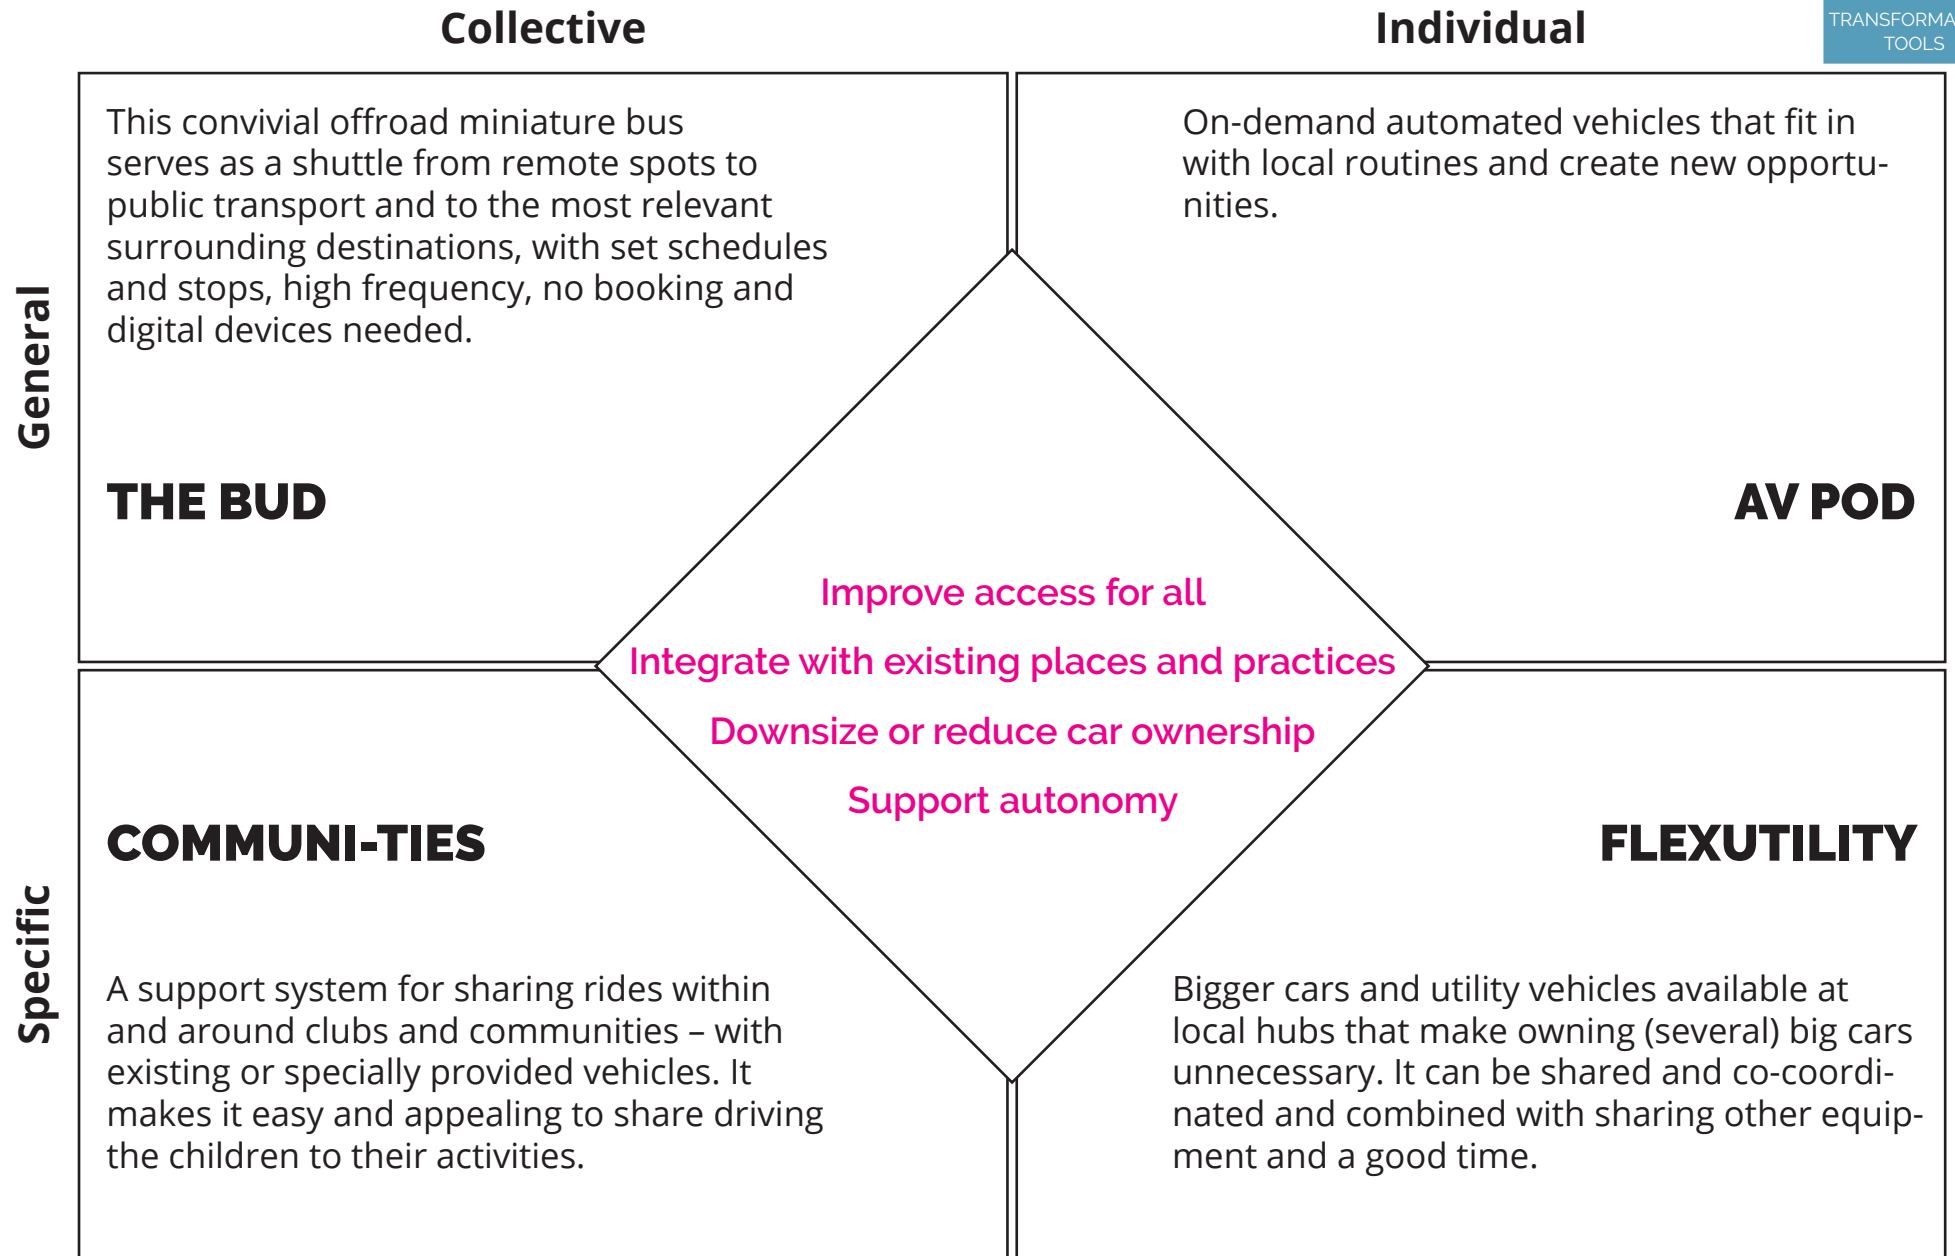 Collective
Individual
TRANSFORMA
TOOLS
General
This convivial offroad miniature bus
serves as a shuttle from remote spots to
public transport and to the most relevant
surrounding destinations, with set schedules
and stops, high frequency, no booking and
digital devices needed.
THE BUD
On-demand automated vehicles that fit in
with local routines and create new opportu-
nities.
AV POD
Improve access for all
Integrate with existing places and practices
Downsize or reduce car ownership
Support autonomy
Specific
COMMUNI-TIES
A support system for sharing rides within
and around clubs and communities – with
existing or specially provided vehicles. It
makes it easy and appealing to share driving
the children to their activities.
FLEXUTILITY
Bigger cars and utility vehicles available at
local hubs that make owning (several) big cars
unnecessary. It can be shared and co-coordi-
nated and combined with sharing other equip-
ment and a good time.